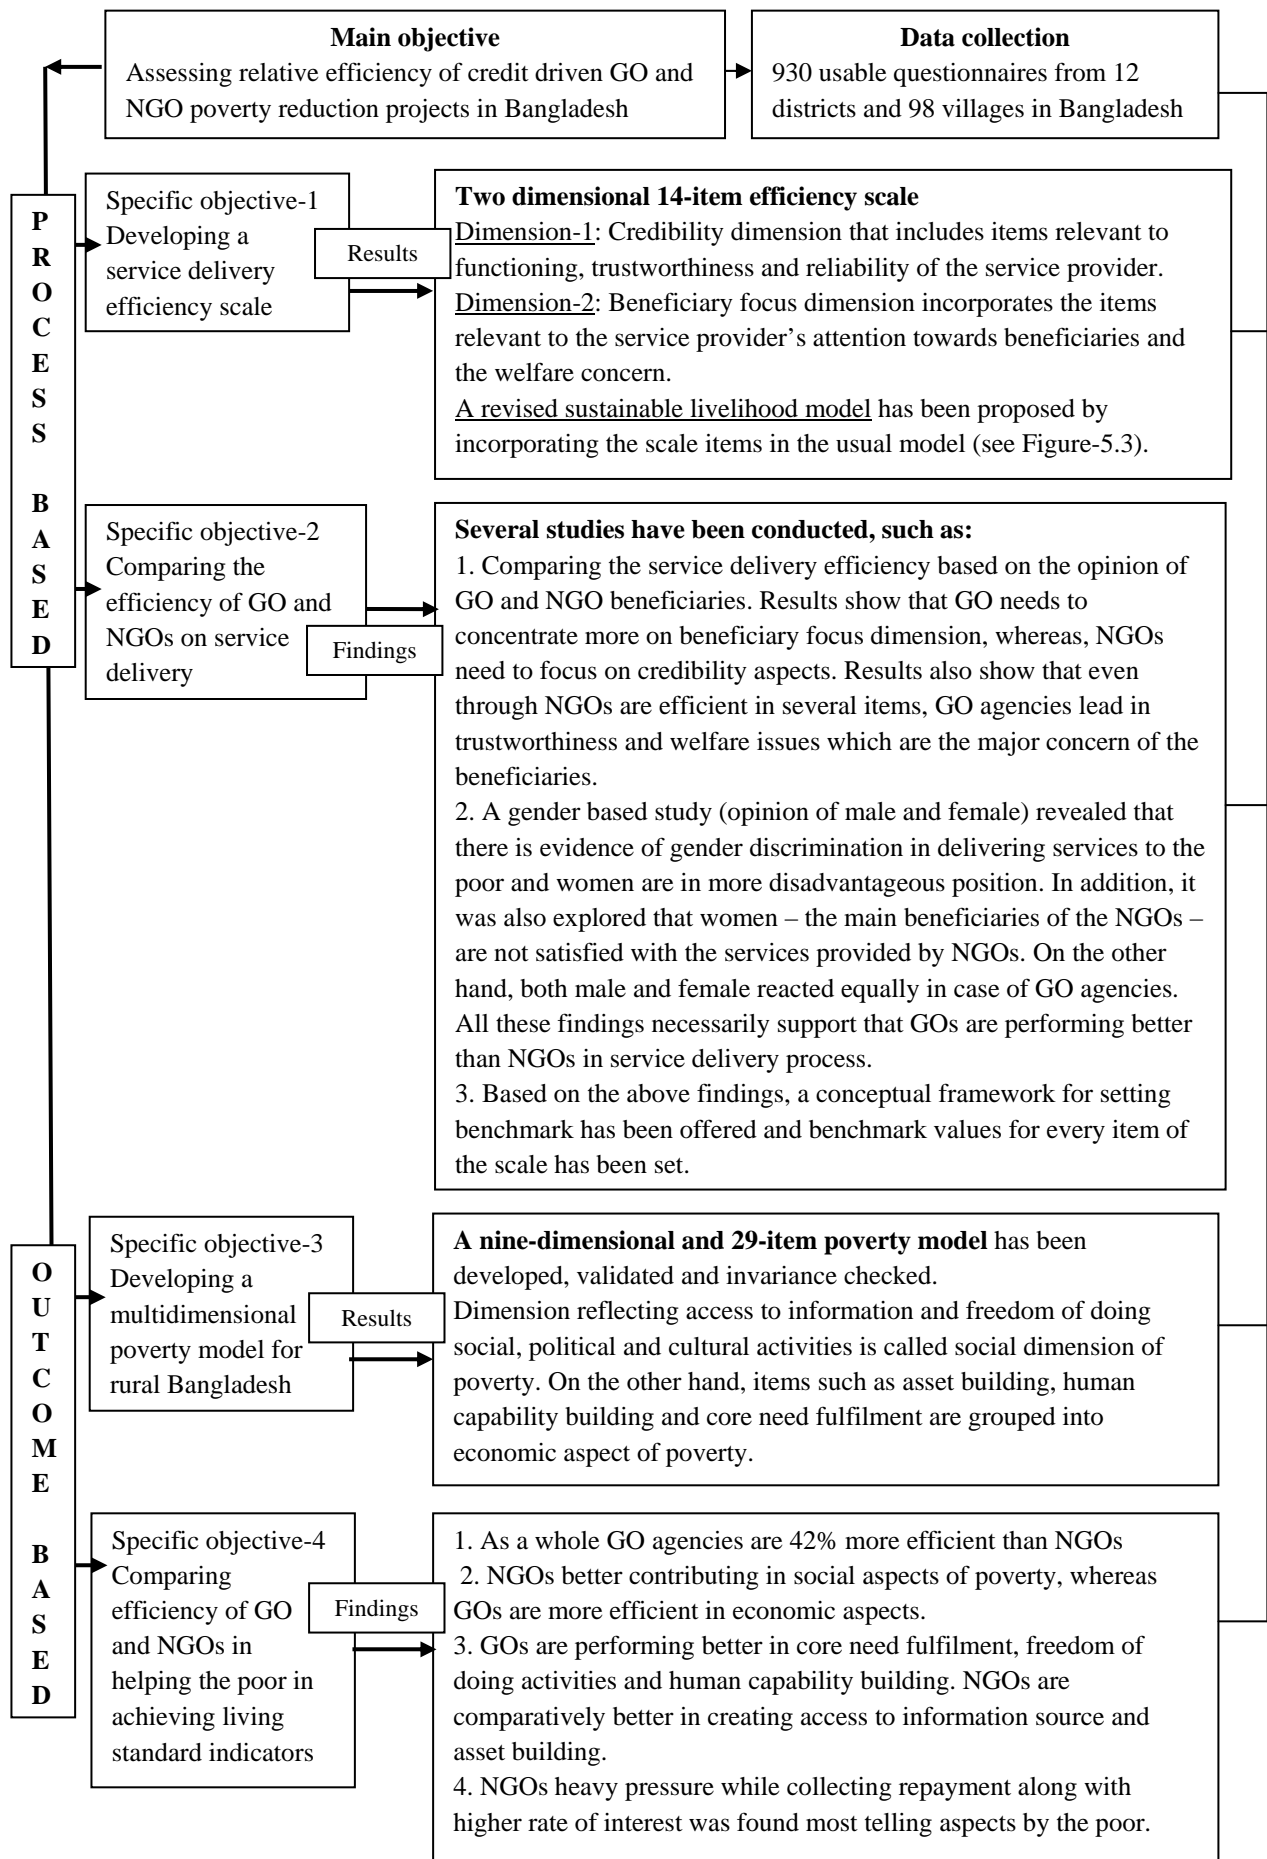 Main objective
Assessing relative efficiency of credit driven GO and
NGO poverty reduction projects in Bangladesh
Data collection
930 usable questionnaires from 12
districts and 98 villages in Bangladesh
PROCESS BASED
Specific objective-1
Developing a
service delivery
efficiency scale
Results
Two dimensional 14-item efficiency scale
Dimension-1: Credibility dimension that includes items relevant to
functioning, trustworthiness and reliability of the service provider.
Dimension-2: Beneficiary focus dimension incorporates the items
relevant to the service provider’s attention towards beneficiaries and
the welfare concern.
A revised sustainable livelihood model has been proposed by
incorporating the scale items in the usual model (see Figure-5.3).
Specific objective-2
Comparing the
efficiency of GO and
NGOs on service
delivery
Findings
Several studies have been conducted, such as:
1. Comparing the service delivery efficiency based on the opinion of
GO and NGO beneficiaries. Results show that GO needs to
concentrate more on beneficiary focus dimension, whereas, NGOs
need to focus on credibility aspects. Results also show that even
through NGOs are efficient in several items, GO agencies lead in
trustworthiness and welfare issues which are the major concern of the
beneficiaries.
2. A gender based study (opinion of male and female) revealed that
there is evidence of gender discrimination in delivering services to the
poor and women are in more disadvantageous position. In addition, it
was also explored that women – the main beneficiaries of the NGOs –
are not satisfied with the services provided by NGOs. On the other
hand, both male and female reacted equally in case of GO agencies.
All these findings necessarily support that GOs are performing better
than NGOs in service delivery process.
3. Based on the above findings, a conceptual framework for setting
benchmark has been offered and benchmark values for every item of
the scale has been set.
OUTCOME BASED
Specific objective-3
Developing a
multidimensional
poverty model for
rural Bangladesh
Results
A nine-dimensional and 29-item poverty model has been
developed, validated and invariance checked.
Dimension reflecting access to information and freedom of doing
social, political and cultural activities is called social dimension of
poverty. On the other hand, items such as asset building, human
capability building and core need fulfilment are grouped into
economic aspect of poverty.
Specific objective-4
Comparing
efficiency of GO
and NGOs in
helping the poor in
achieving living
standard indicators
Findings
1. As a whole GO agencies are 42% more efficient than NGOs
2. NGOs better contributing in social aspects of poverty, whereas
GOs are more efficient in economic aspects.
3. GOs are performing better in core need fulfilment, freedom of
doing activities and human capability building. NGOs are
comparatively better in creating access to information source and
asset building.
4. NGOs heavy pressure while collecting repayment along with
higher rate of interest was found most telling aspects by the poor.